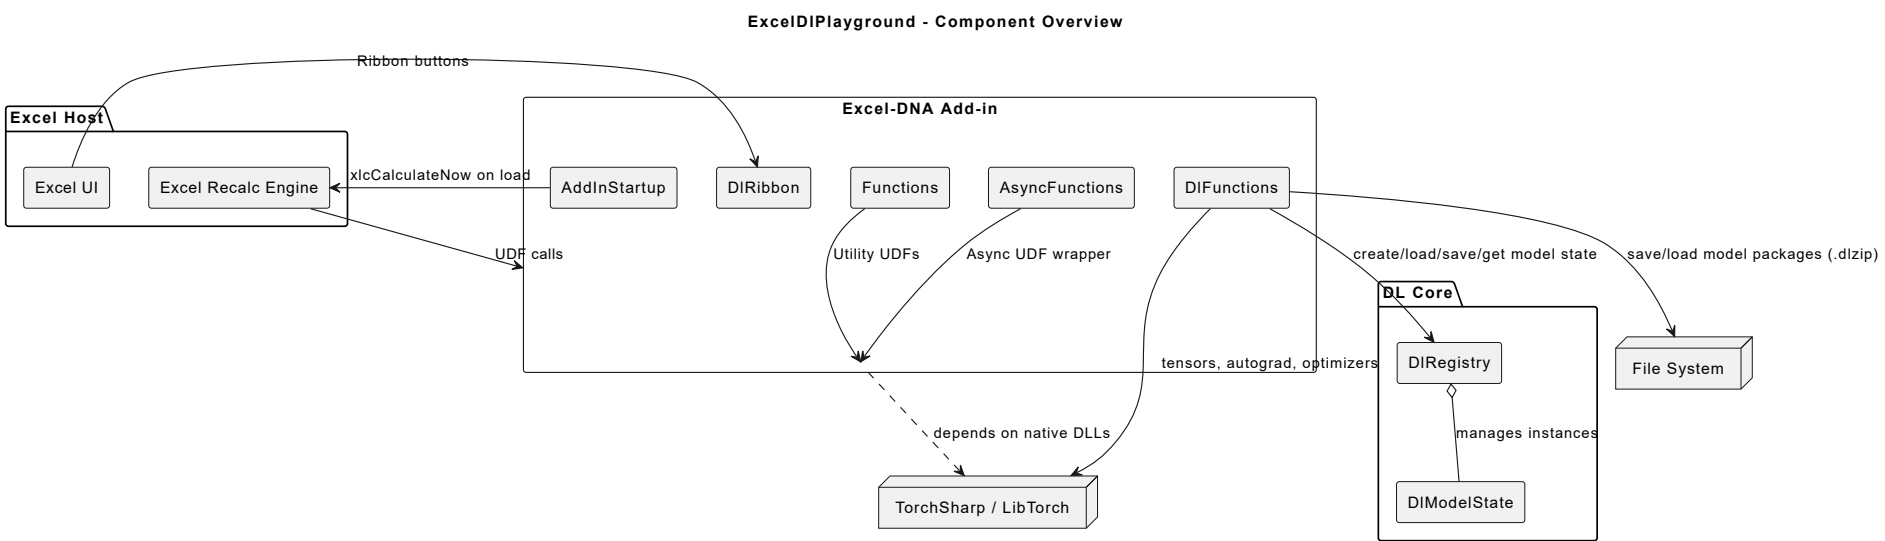 ExcelDlPlayground - Component Overview
Ribbon buttons
Excel Host
Excel-DNA Add-in
Excel UI
Excel Recalc Engine
xlcCalculateNow on load
AddInStartup
DlRibbon
Functions
AsyncFunctions
DlFunctions
UDF calls
Utility UDFs
Async UDF wrapper
create/load/save/get model state
save/load model packages (.dlzip)
DL Core
tensors, autograd, optimizers
DlRegistry
File System
depends on native DLLs
manages instances
TorchSharp / LibTorch
DlModelState